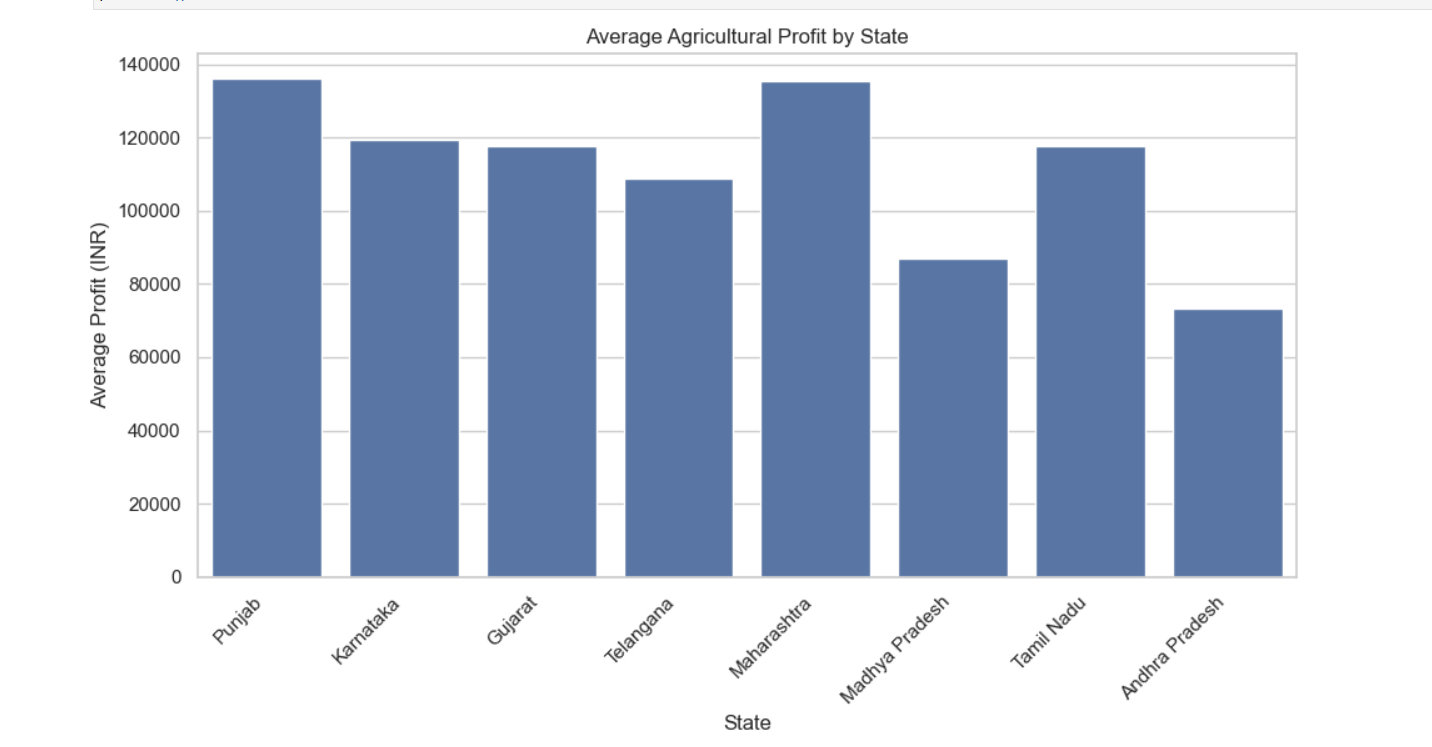 Average Agricultural Profit by State
140000
120000
100000
80000
60000
40000
20000
0
Average Profit (INR)
Punjab
Karnataka
Gujarat
Telangana
Maharashtra
Madhya Pradesh
Tamil Nadu
Andhra Pradesh
State